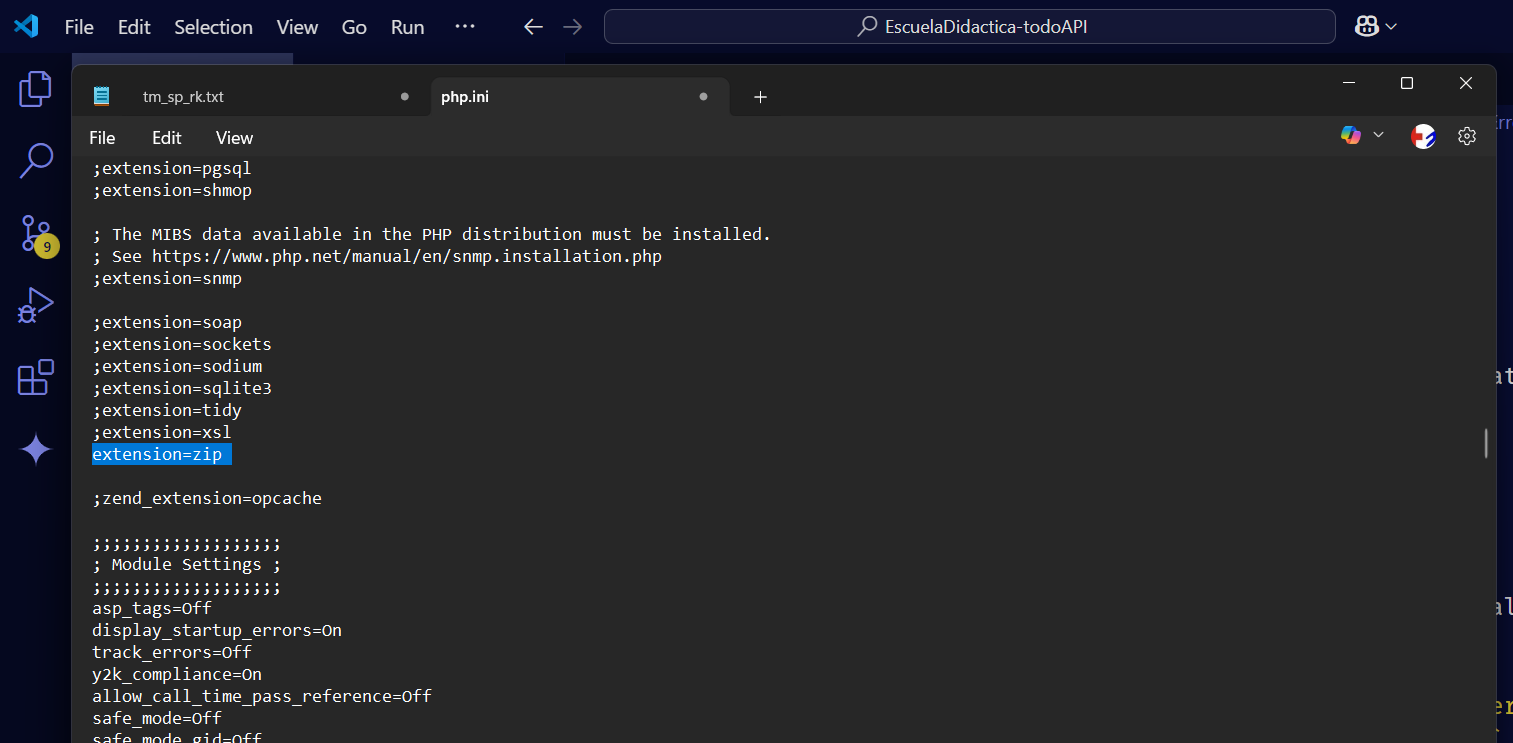 File Edit Selection View Go Run ···
EscuelaDidactica-todoAPI
tm_sp_rk.txt
php.ini
File Edit View
9
;extension=pgsql
;extension=shmop
; The MIBS data available in the PHP distribution must be installed.
; See https://www.php.net/manual/en/snmp.installation.php
;extension=snmp
;extension=soap
;extension=sockets
;extension=sodium
;extension=sqlite3
;extension=tidy
;extension=xsl
extension=zip
;zend_extension=opcache
;;;;;;;;;;;;;;;;;;;
; Module Settings ;
;;;;;;;;;;;;;;;;;;;
asp_tags=Off
display_startup_errors=On
track_errors=Off
y2k_compliance=On
allow_call_time_pass_reference=Off
safe_mode=Off
safe_mode_gid=Off